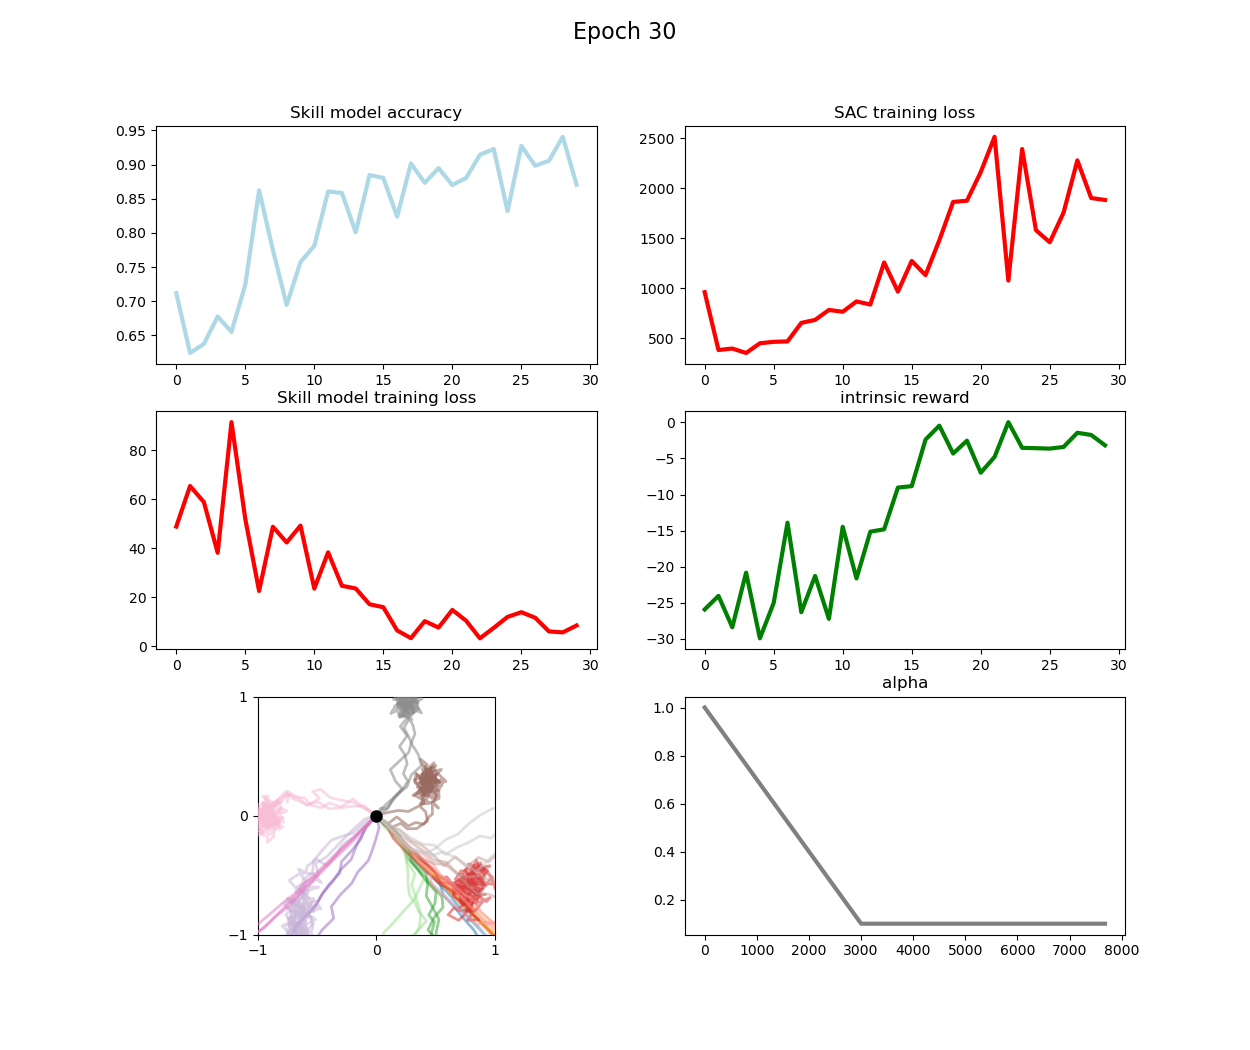 Epoch 30
Skill model accuracy
0.95
0.90
0.85
0.80
0.75
0.70
0.65
0 5 10 15 20 25 30
SAC training loss
2500
2000
1500
1000
500
0 5 10 15 20 25 30
Skill model training loss
80
60
40
20
0
0 5 10 15 20 25 30
intrinsic reward
0
−5
−10
−15
−20
−25
−30
0 5 10 15 20 25 30
1
0
−1
−1 0 1
alpha
1.0
0.8
0.6
0.4
0.2
0 1000 2000 3000 4000 5000 6000 7000 8000